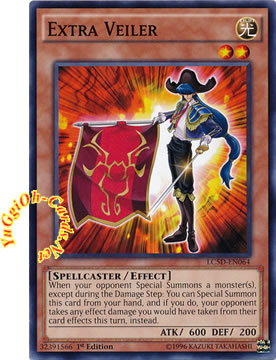 EXTRA VEILER
光
YuGgiOh-Cards.Net
LC5D-EN064
[SPELLCASTER / EFFECT]
When your opponent Special Summons a monster(s),
except during the Damage Step: You can Special Summon
this card from your hand, and if you do, your opponent
takes any effect damage you would have taken from their
card effects this turn, instead.
ATK/ 600 DEF/ 200
32391566 1st Edition ©1996 KAZUKI TAKAHASHI